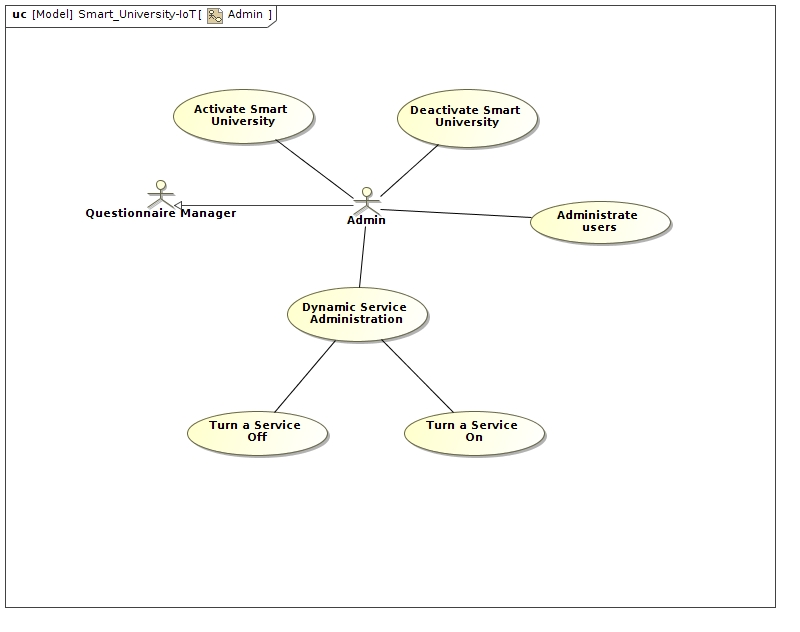 uc [Model] Smart_University-IoT[ Admin ]
Activate Smart
University
Deactivate Smart
University
Questionnaire Manager
Admin
Administrate
users
Dynamic Service
Administration
Turn a Service
Off
Turn a Service
On